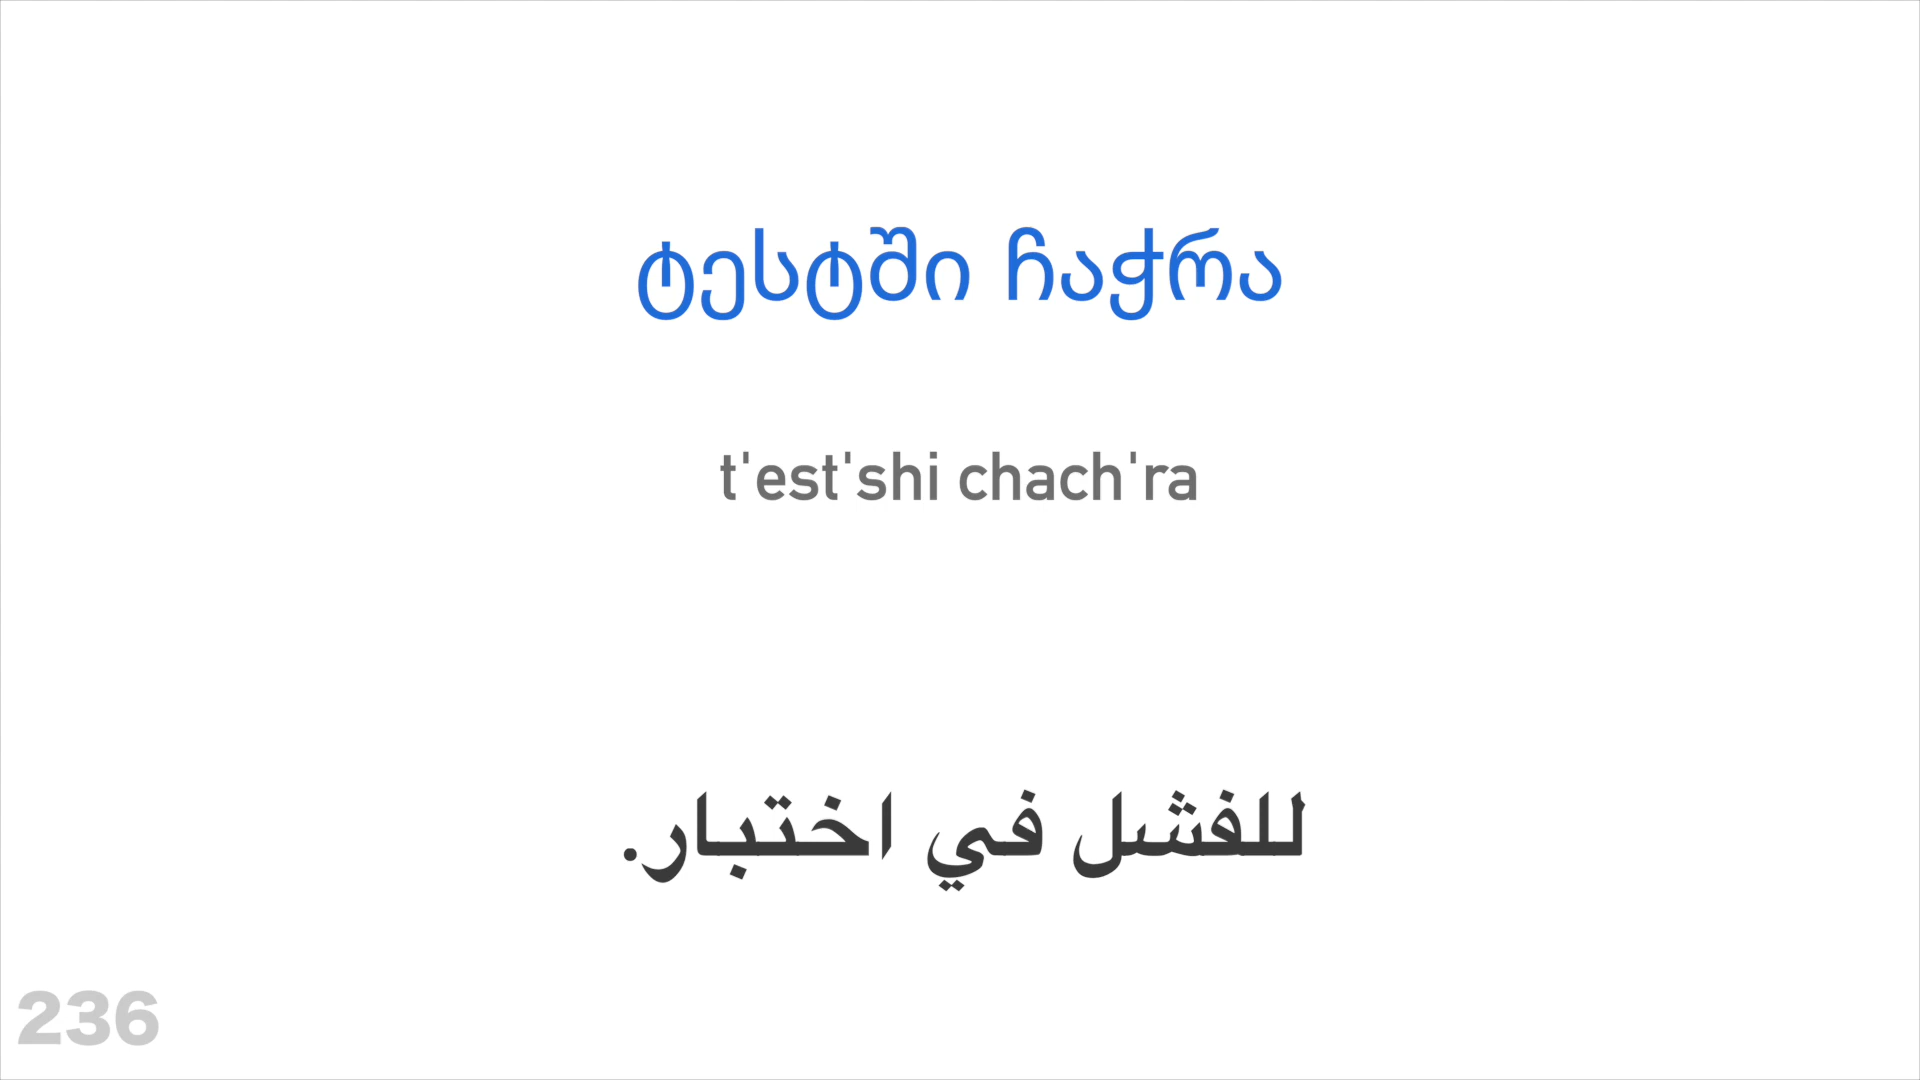 ტესტში ჩაჭრა
t'est'shi chach'ra
للفشل في اختبار.
236